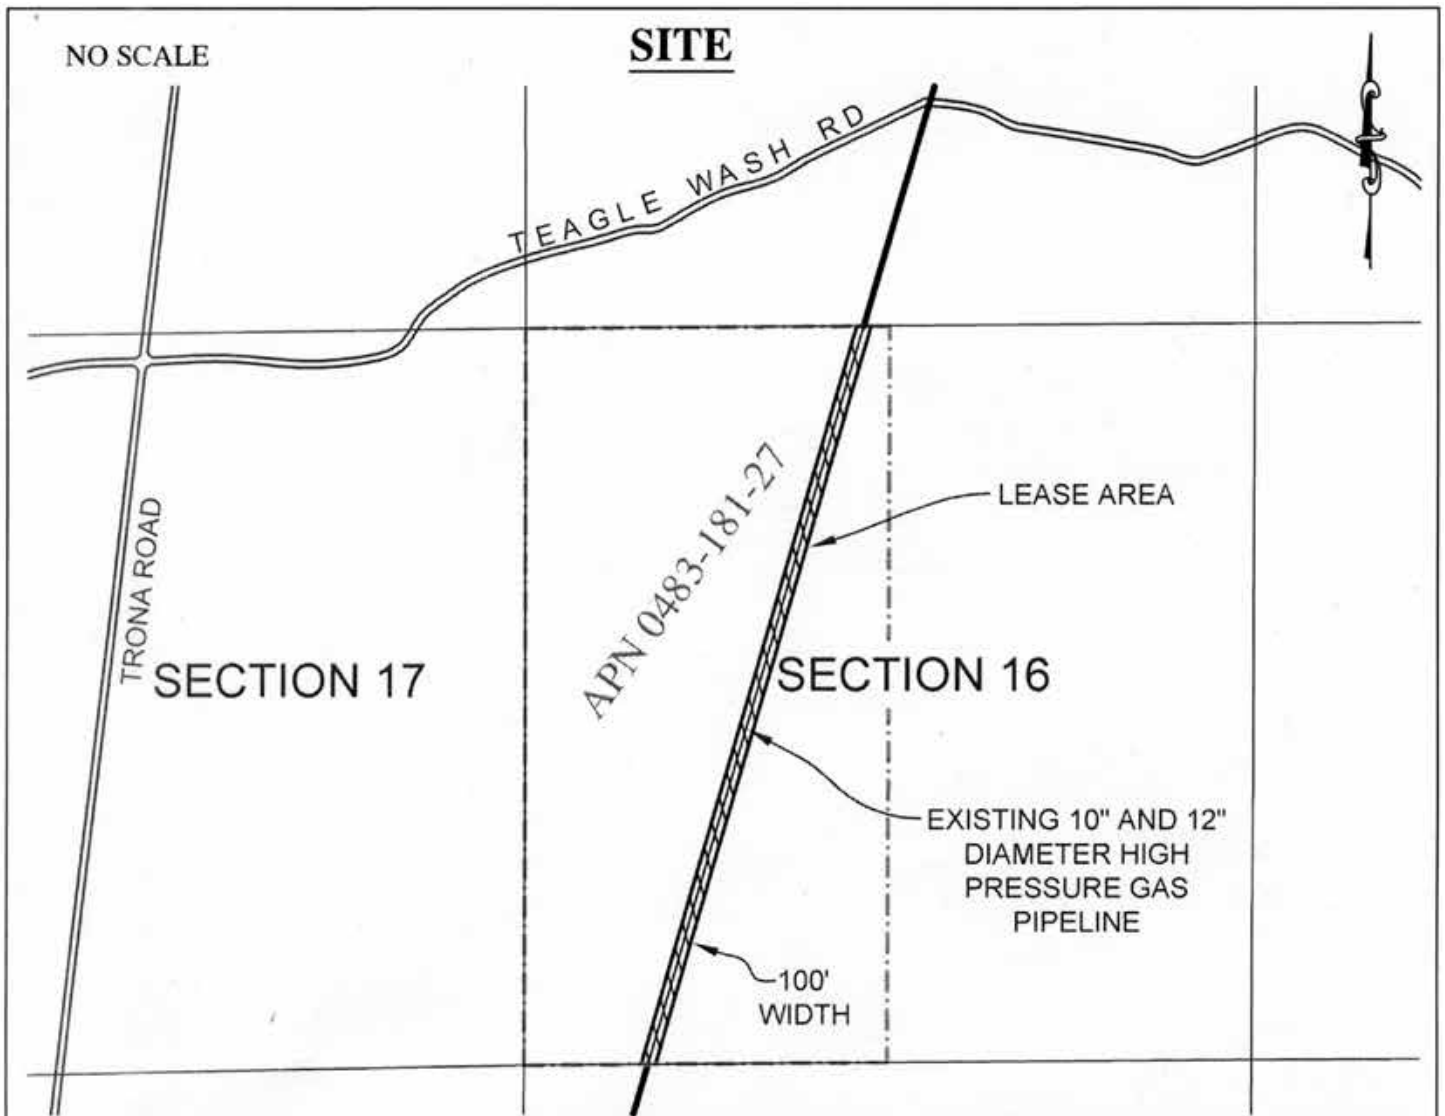 NO SCALE
SITE
TEAGLE WASH RD
TRONA ROAD
APN 0483-181-27
LEASE AREA
SECTION 17
SECTION 16
EXISTING 10" AND 12"
DIAMETER HIGH
PRESSURE GAS
PIPELINE
100'
WIDTH